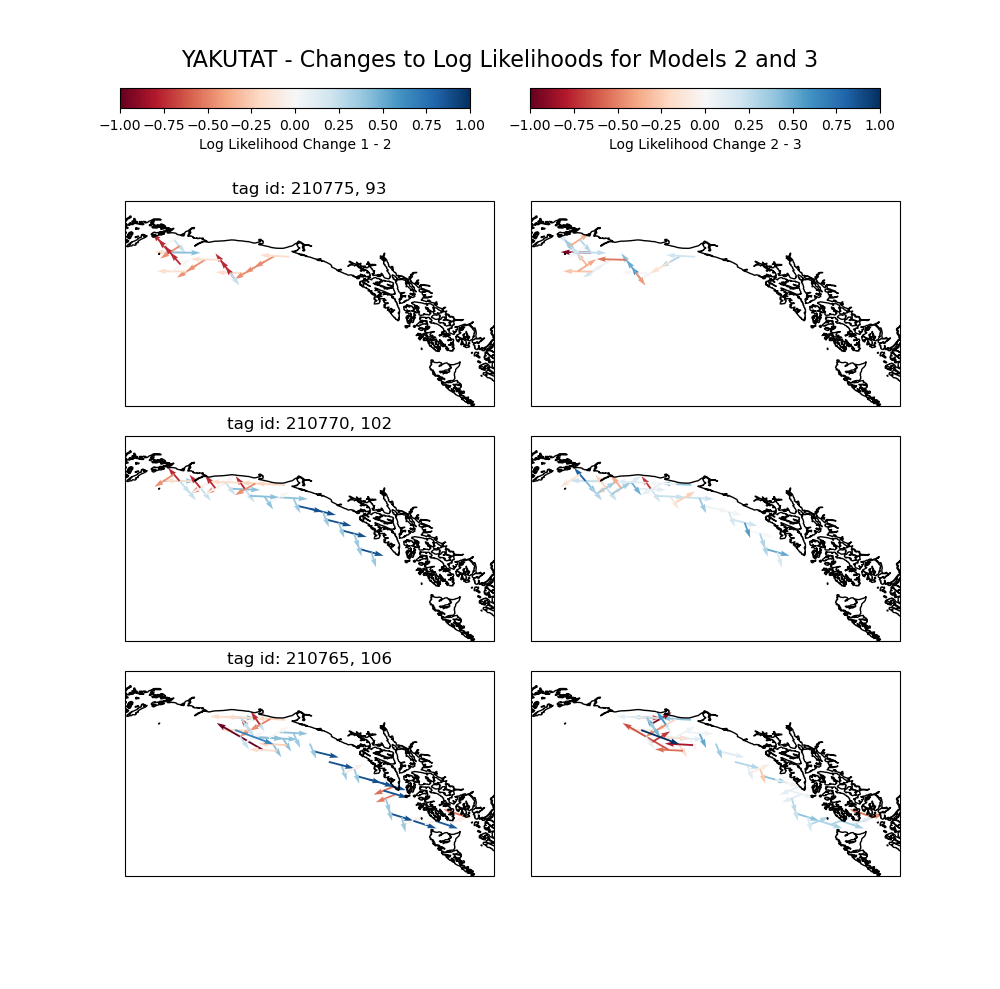 YAKUTAT - Changes to Log Likelihoods for Models 2 and 3
−1.00 −0.75 −0.50 −0.25 0.00 0.25 0.50 0.75 1.00
Log Likelihood Change 1 - 2
−1.00 −0.75 −0.50 −0.25 0.00 0.25 0.50 0.75 1.00
Log Likelihood Change 2 - 3
tag id: 210775, 93
tag id: 210770, 102
tag id: 210765, 106